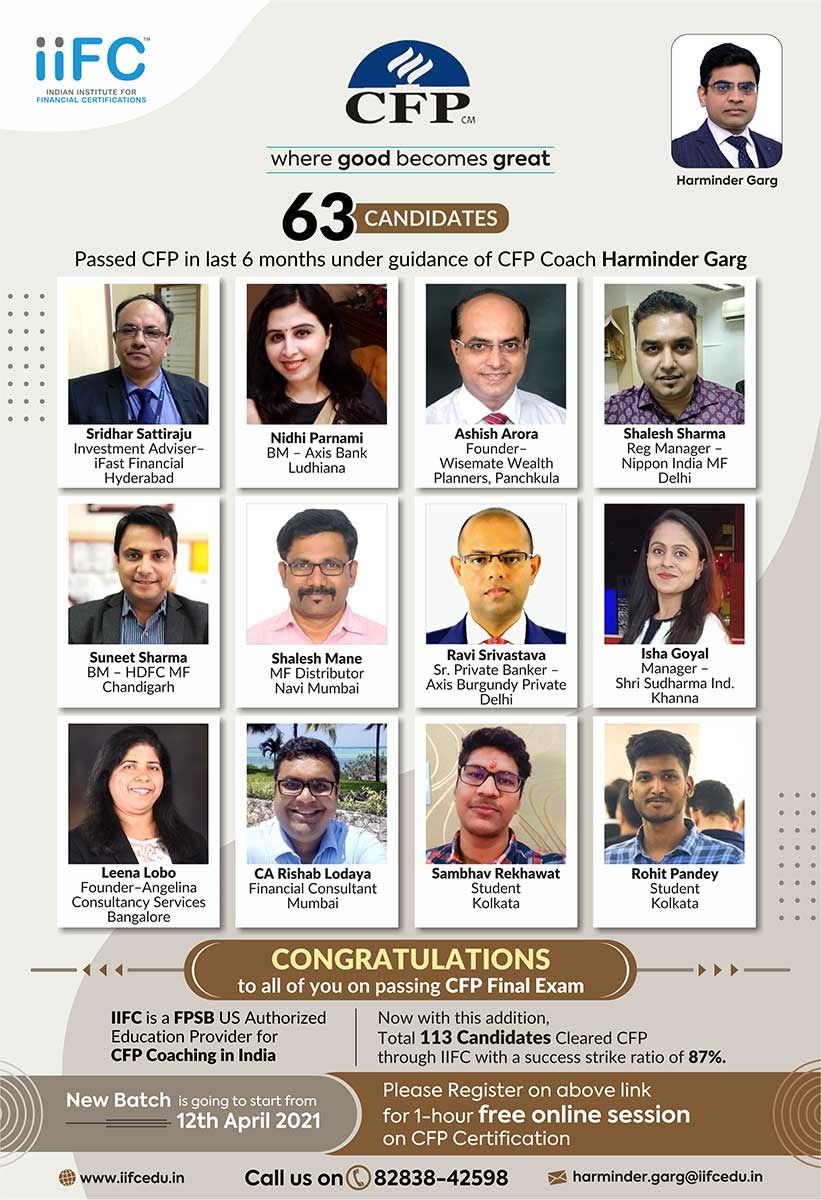 iiFC™
INDIAN INSTITUTE FOR
FINANCIAL CERTIFICATIONS
CFP CM
where good becomes great
Harminder Garg
63 CANDIDATES
Passed CFP in last 6 months under guidance of CFP Coach Harminder Garg
Sridhar Sattiraju
Investment Adviser–
iFast Financial
Hyderabad
Nidhi Parnami
BM – Axis Bank
Ludhiana
Ashish Arora
Founder–
Wisemate Wealth
Planners, Panchkula
Shalesh Sharma
Reg Manager –
Nippon India MF
Delhi
Suneet Sharma
BM – HDFC MF
Chandigarh
Shalesh Mane
MF Distributor
Navi Mumbai
Ravi Srivastava
Sr. Private Banker –
Axis Burgundy Private
Delhi
Isha Goyal
Manager –
Shri Sudharma Ind.
Khanna
Leena Lobo
Founder–Angelina
Consultancy Services
Bangalore
CA Rishab Lodaya
Financial Consultant
Mumbai
Sambhav Rekhawat
Student
Kolkata
Rohit Pandey
Student
Kolkata
CONGRATULATIONS
to all of you on passing CFP Final Exam
IIFC is a FPSB US Authorized
Education Provider for
CFP Coaching in India
Now with this addition,
Total 113 Candidates Cleared CFP
through IIFC with a success strike ratio of 87%.
New Batch is going to start from
12th April 2021
Please Register on above link
for 1-hour free online session
on CFP Certification
www.iifcedu.in
Call us on 82838-42598
harminder.garg@iifcedu.in